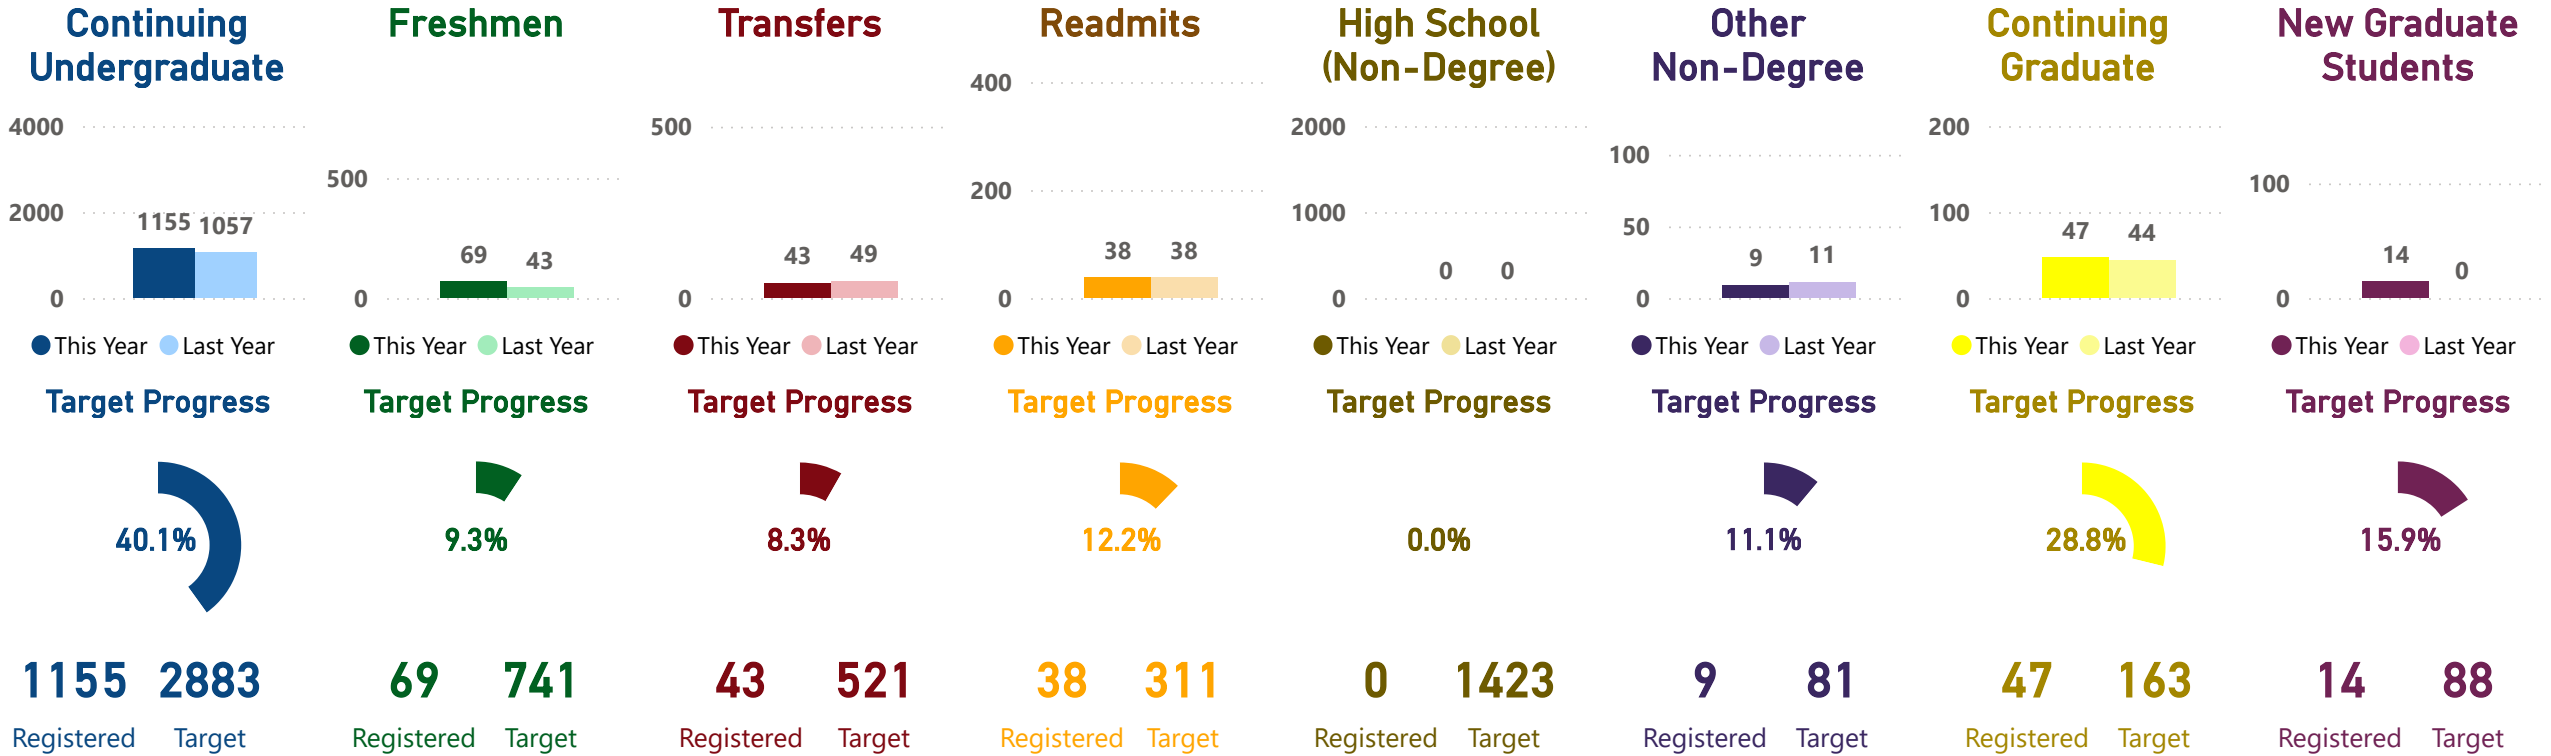 Continuing
Undergraduate
4000
2000
0
1155 1057
This Year Last Year
Target Progress
40.1%
1155 2883
Registered Target
Freshmen
500
0
69 43
This Year Last Year
Target Progress
9.3%
69 741
Registered Target
Transfers
500
0
43 49
This Year Last Year
Target Progress
8.3%
43 521
Registered Target
Readmits
400
200
0
38 38
This Year Last Year
Target Progress
12.2%
38 311
Registered Target
High School
(Non-Degree)
2000
1000
0
0 0
This Year Last Year
Target Progress
0.0%
0 1423
Registered Target
Other
Non-Degree
100
50
0
9 11
This Year Last Year
Target Progress
11.1%
9 81
Registered Target
Continuing
Graduate
200
100
0
47 44
This Year Last Year
Target Progress
28.8%
47 163
Registered Target
New Graduate
Students
100
0
14 0
This Year Last Year
Target Progress
15.9%
14 88
Registered Target